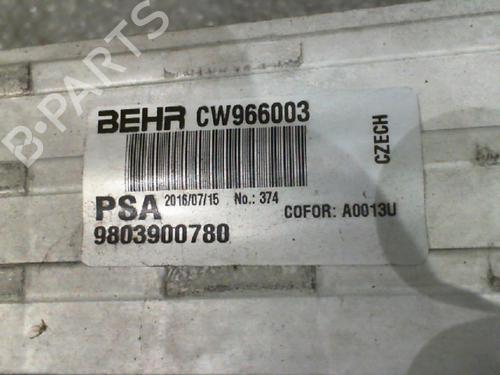 B-PARTS
BEHR CW966003
CZECH
PSA 2016/07/15 No.: 374
COFOR: A0013U
9803900780